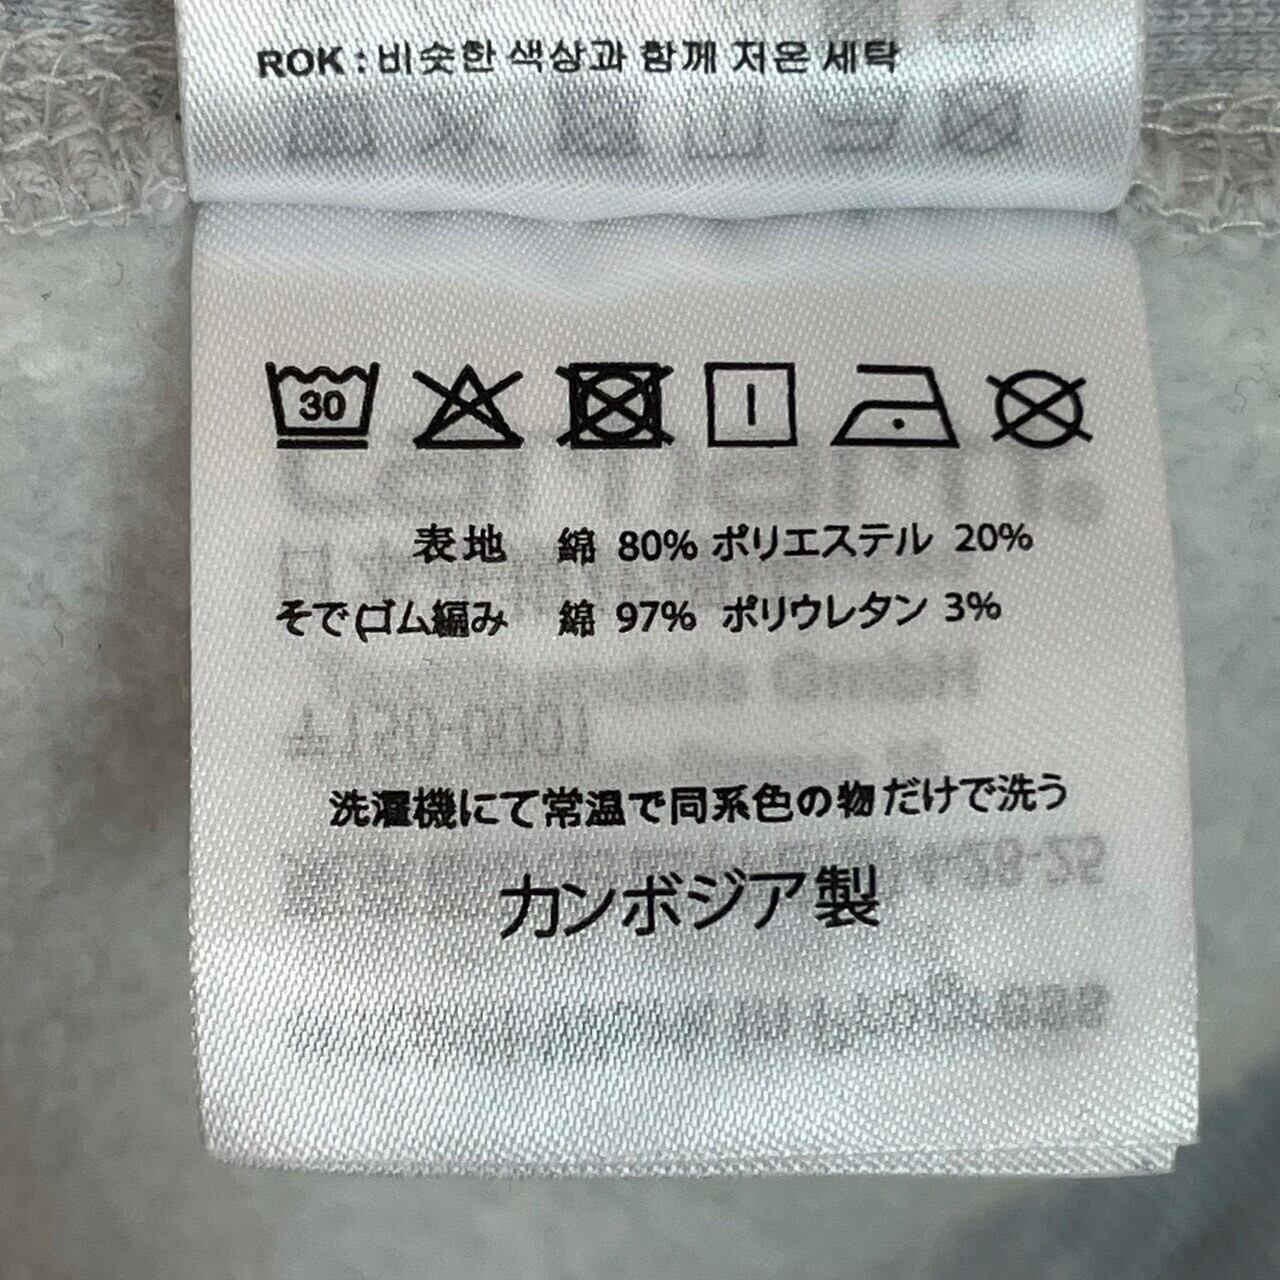 ROK : 비슷한 색상과 함께 저온 세탁
30
表地 綿 80% ポリエステル 20%
そで(ゴム編み 綿 97% ポリウレタン 3%
洗濯機にて常温で同系色の物だけで洗う
カンボジア製